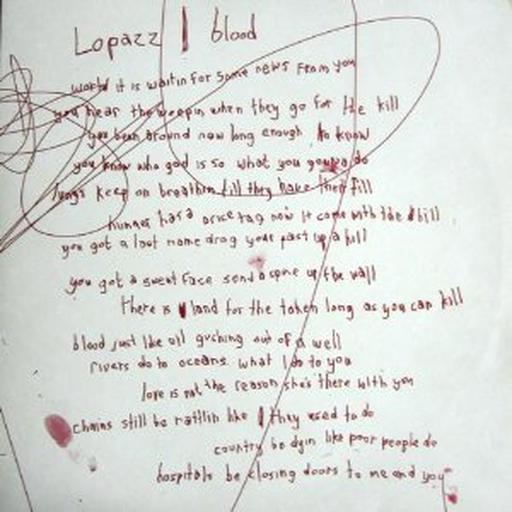 Lopazz | blood
world it is waitin for some news from you
you hear the weepin when they go for the kill
you been around now long enough to know
you know who god is so what you gonna do
lungs keep on breathin till they have their fill
hunger has a price tag now it come with the bill
you got a last name drag your past up a hill
you got a sweet face send a up the wall
there is land for the taken long as you can kill
blood just like oil gushing out of a well
rivers do to oceans what I do to you
love is not the reason she's there with you
chains still be rattlin like they used to do
country be dyin like poor people do
hospitals be closing doors to me and you